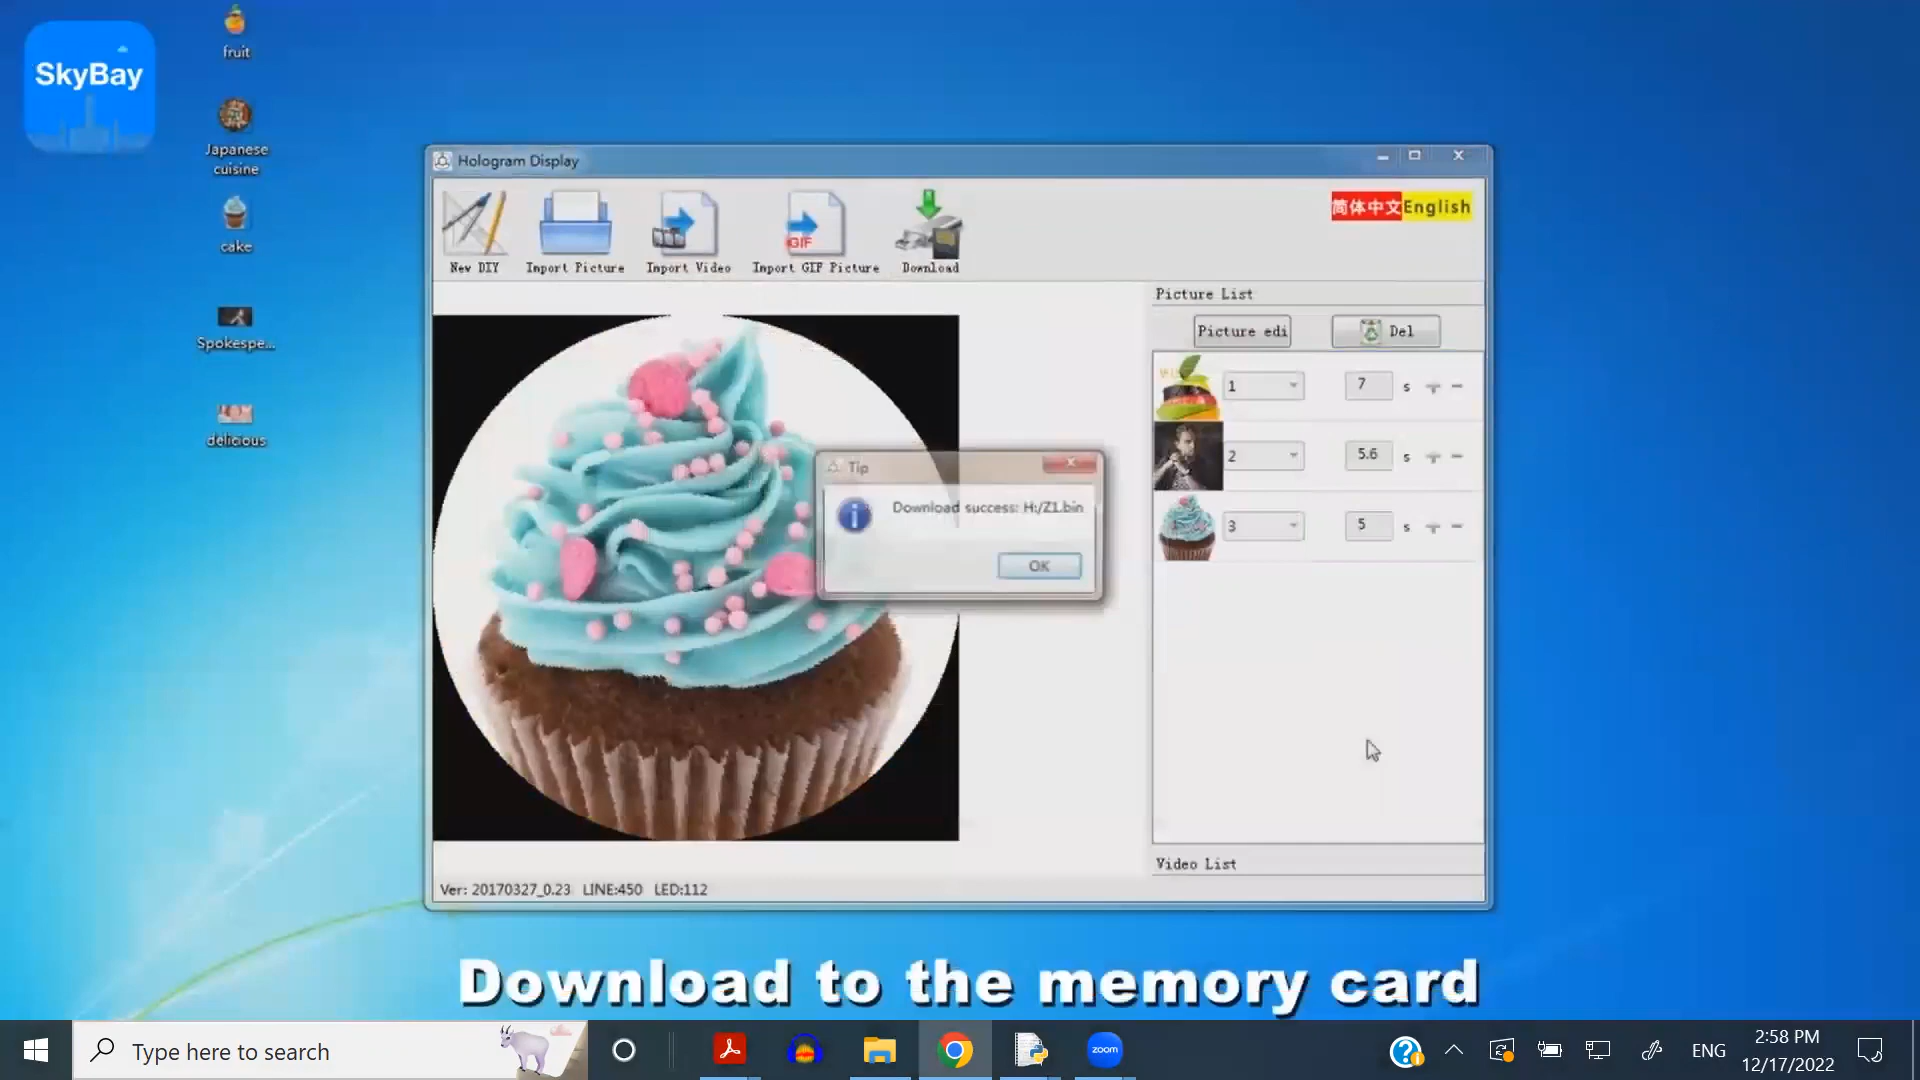 SkyBay
fruit
Japanese
cuisine
cake
Spokespe...
delicious
Hologram Display
New DIY
Import Picture
Import Video
GIF
Import GIF Picture
Download
简体中文English
Picture List
Picture edi
Del
1
7
s
2
5.6
s
3
5
s
Tip
Download success: H:/Z1.bin
OK
Video List
Ver: 20170327_0.23 LINE:450 LED:112
Download to the memory card
Type here to search
zoom
ENG
2:58 PM
12/17/2022